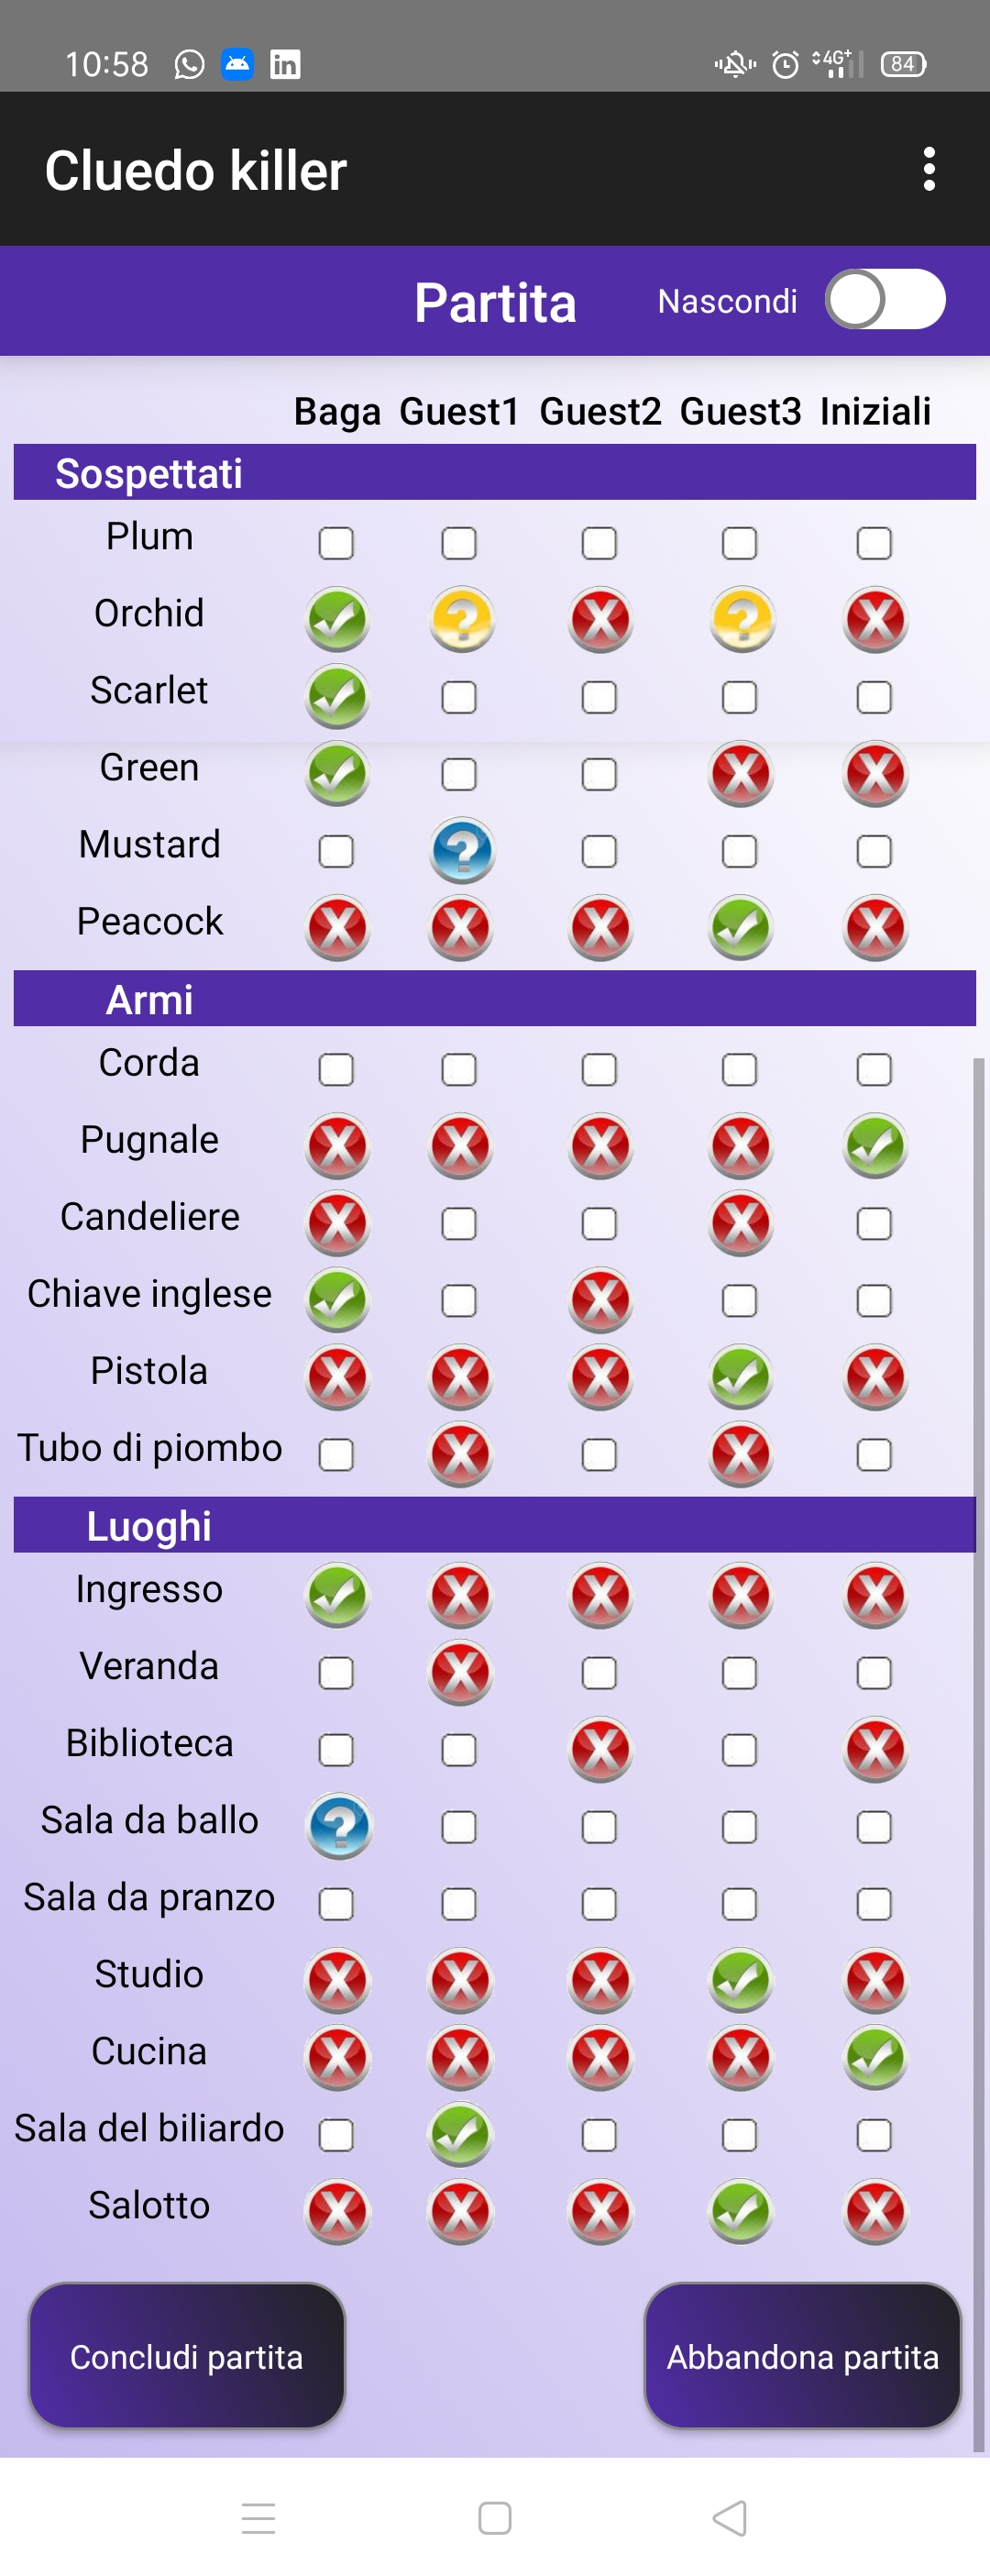 10:58 4G+ 84
Cluedo killer
Partita Nascondi
Baga Guest1 Guest2 Guest3 Iniziali
Sospettati
Plum
Orchid
Scarlet
Green
Mustard
Peacock
Armi
Corda
Pugnale
Candeliere
Chiave inglese
Pistola
Tubo di piombo
Luoghi
Ingresso
Veranda
Biblioteca
Sala da ballo
Sala da pranzo
Studio
Cucina
Sala del biliardo
Salotto
Concludi partita Abbandona partita